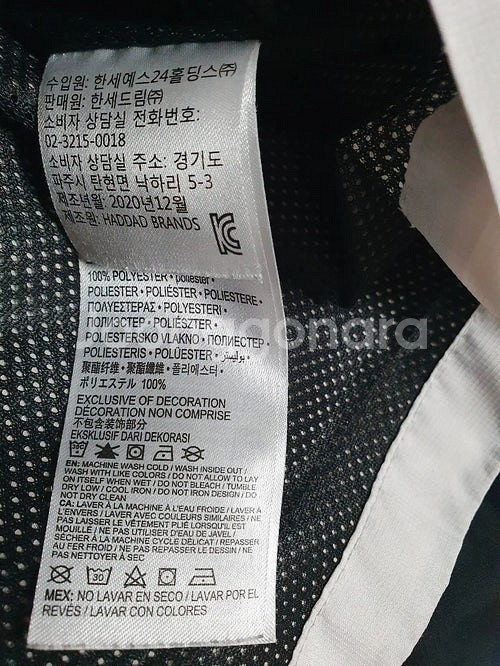 수입원: 한세예스24홀딩스㈜
판매원: 한세드림㈜
소비자 상담실 전화번호:
02-3215-0018
소비자 상담실 주소: 경기도
파주시 탄현면 낙하리 5-3
제조년월: 2020년12월
제조원: HADDAD BRANDS
100% POLYESTER • poliester •
POLIESTER • POLIÉSTER • POLIESTERE •
ΠΟΛΥΕΣΤΕΡΑΣ • POLYESTERI •
ПОЛИЭСТЕР • POLIÉSZTER •
POLIESTERSKO VLAKNO • ПОЛИЕСТЕР •
POLIESTERIS • POLÜESTER • بوليستر •
聚酯纤维 • 聚酯纖維 • 폴리에스터 •
ポリエステル 100%
EXCLUSIVE OF DECORATION
DÉCORATION NON COMPRISE
不包含装饰部分
EKSKLUSIF DARI DEKORASI
EN: MACHINE WASH COLD / WASH INSIDE OUT /
WASH WITH LIKE COLORS / DO NOT ALLOW TO LAY
ON ITSELF WHEN WET / DO NOT BLEACH / TUMBLE
DRY LOW / COOL IRON / DO NOT IRON DESIGN / DO
NOT DRY CLEAN
CA: LAVER À LA MACHINE À L'EAU FROIDE / LAVER À
L'ENVERS / LAVER AVEC COULEURS SIMILAIRES / NE
PAS LAISSER LE VÊTEMENT PLIÉ LORSQU'IL EST
MOUILLÉ / NE PAS UTILISER D'EAU DE JAVEL /
SÉCHER À LA MACHINE CYCLE DÉLICAT / REPASSER
AU FER FROID / NE PAS REPASSER LE DESSIN / NE
PAS NETTOYER À SEC
30°
MEX: NO LAVAR EN SECO / LAVAR POR EL
REVÉS / LAVAR CON COLORES